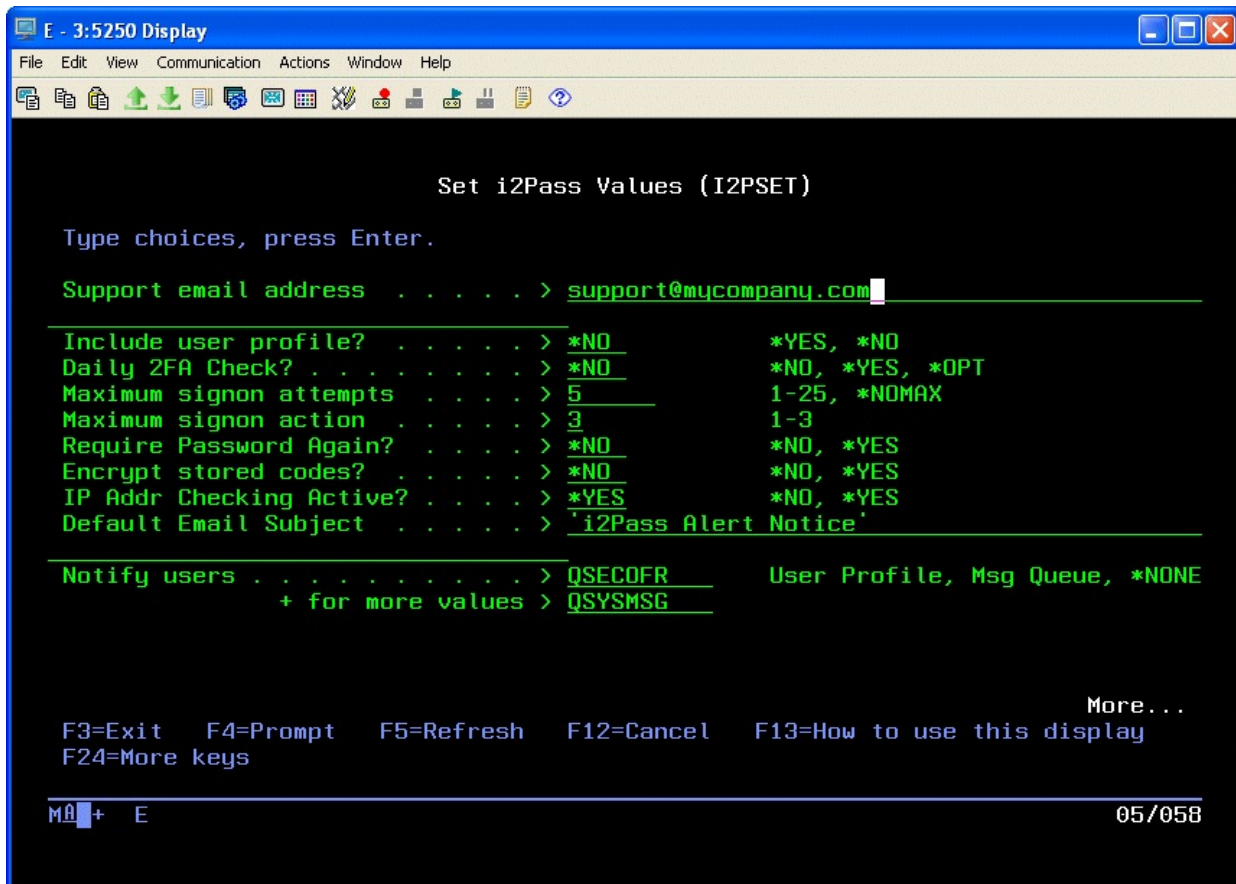 E - 3:5250 Display
File Edit View Communication Actions Window Help
Set i2Pass Values (I2PSET)
Type choices, press Enter.
Support email address . . . . . > support@mycompany.com
Include user profile? . . . . . > *NO *YES, *NO
Daily 2FA Check? . . . . . . . . > *NO *NO, *YES, *OPT
Maximum signon attempts . . . . > 5 1-25, *NOMAX
Maximum signon action . . . . . > 3 1-3
Require Password Again? . . . . > *NO *NO, *YES
Encrypt stored codes? . . . . . > *NO *NO, *YES
IP Addr Checking Active? . . . . > *YES *NO, *YES
Default Email Subject . . . . . > 'i2Pass Alert Notice'
Notify users . . . . . . . . . . > QSECOFR User Profile, Msg Queue, *NONE
+ for more values > QSYSMSG
More...
F3=Exit F4=Prompt F5=Refresh F12=Cancel F13=How to use this display
F24=More keys
MA + E 05/058